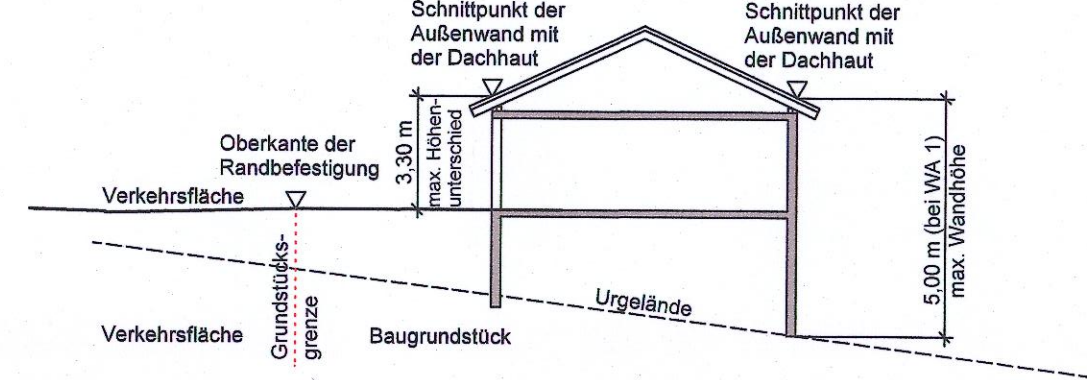 Schnittpunkt der
Außenwand mit
der Dachhaut
Schnittpunkt der
Außenwand mit
der Dachhaut
Oberkante der
Randbefestigung
Verkehrsfläche
3,30 m
max. Höhen-
unterschied
5,00 m (bei WA 1)
max. Wandhöhe
Grundstücks-
grenze
Urgelände
Verkehrsfläche
Baugrundstück